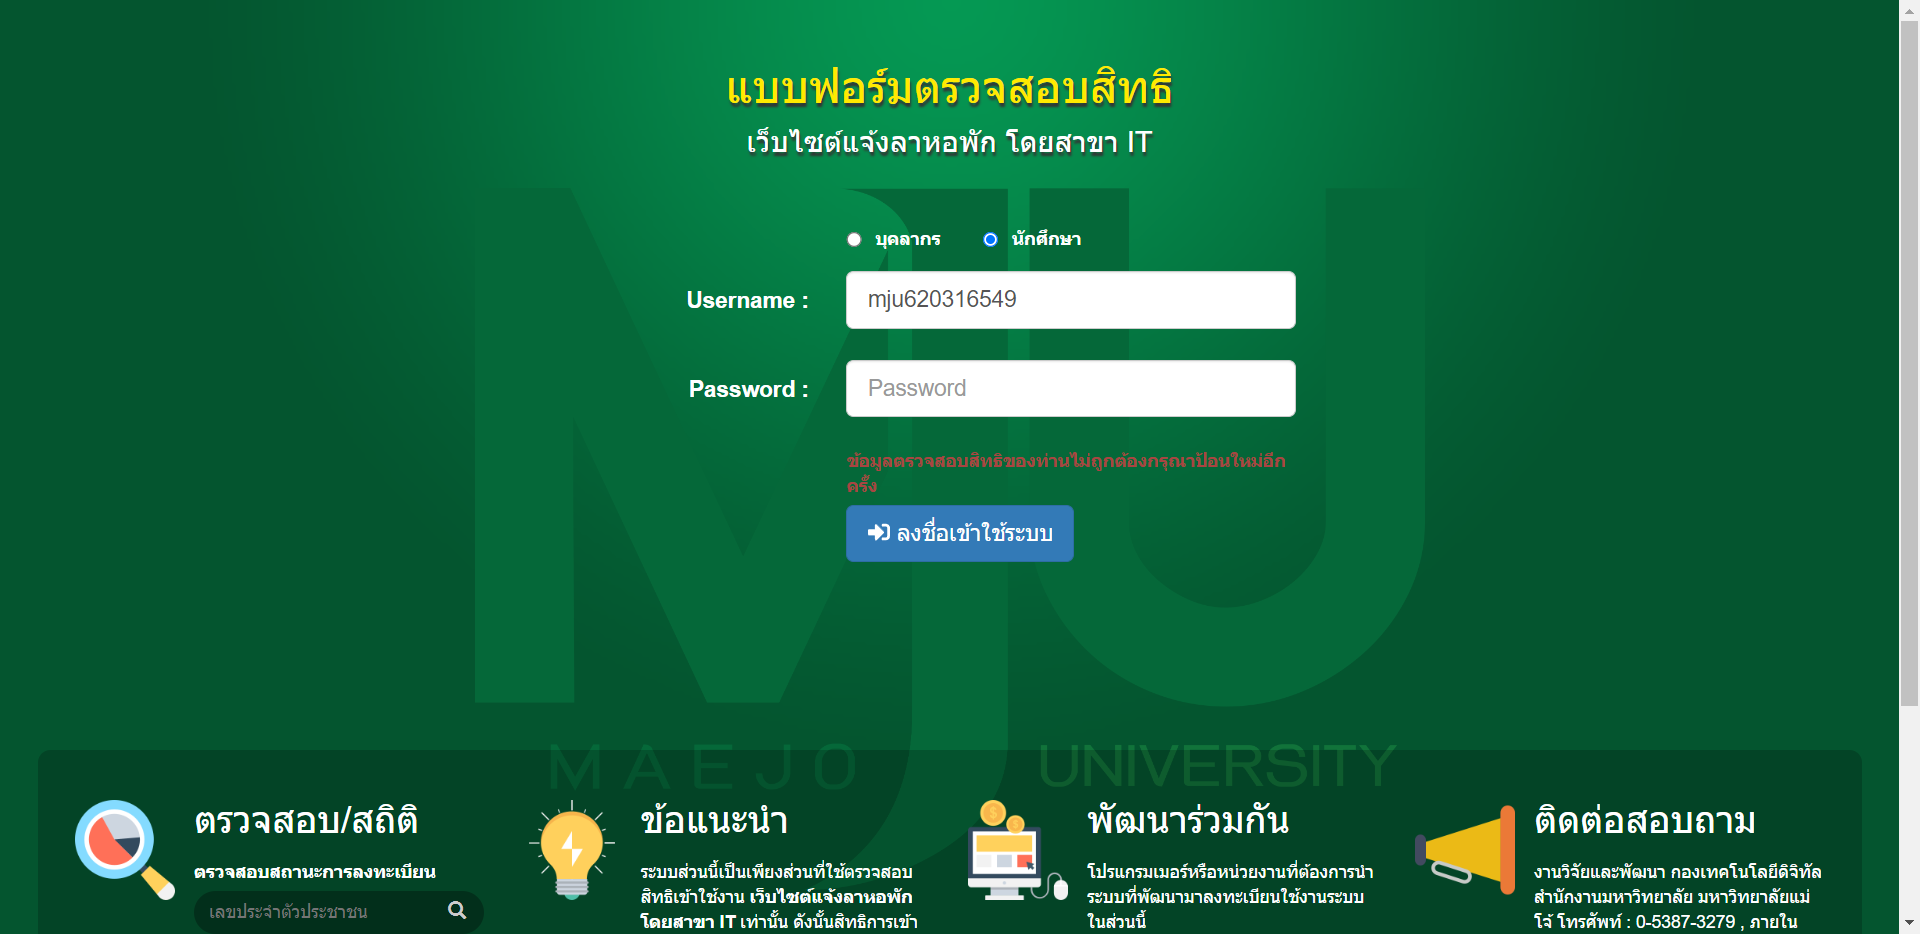 แบบฟอร์มตรวจสอบสิทธิ
เว็บไซต์แจ้งลาหอพัก โดยสาขา IT
บุคลากร นักศึกษา
Username : mju620316549
Password : Password
ข้อมูลตรวจสอบสิทธิของท่านไม่ถูกต้องกรุณาป้อนใหม่อีก
ครั้ง
ลงชื่อเข้าใช้ระบบ
MJU
MAEJO UNIVERSITY
ตรวจสอบ/สถิติ
ตรวจสอบสถานะการลงทะเบียน
เลขประจำตัวประชาชน
ข้อแนะนำ
ระบบส่วนนี้เป็นเพียงส่วนที่ใช้ตรวจสอบ
สิทธิเข้าใช้งาน เว็บไซต์แจ้งลาหอพัก
โดยสาขา IT เท่านั้น ดังนั้นสิทธิการเข้า
พัฒนาร่วมกัน
โปรแกรมเมอร์หรือหน่วยงานที่ต้องการนำ
ระบบที่พัฒนามาลงทะเบียนใช้งานระบบ
ในส่วนนี้
ติดต่อสอบถาม
งานวิจัยและพัฒนา กองเทคโนโลยีดิจิทัล
สำนักงานมหาวิทยาลัย มหาวิทยาลัยแม่
โจ้ โทรศัพท์ : 0-5387-3279 , ภายใน